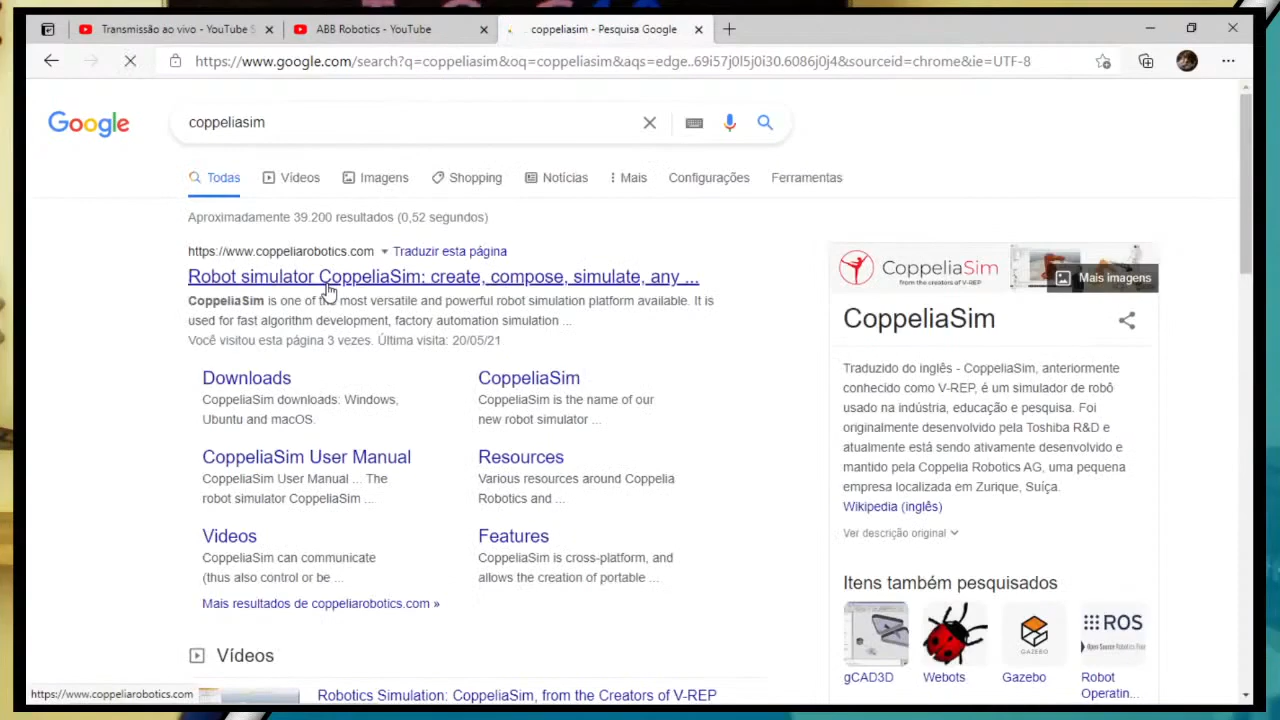 Transmissão ao vivo - YouTube S
ABB Robotics - YouTube
coppeliasim - Pesquisa Google
https://www.google.com/search?q=coppeliasim&oq=coppeliasim&aqs=edge..69i57j0l5j0i30.6086j0j4&sourceid=chrome&ie=UTF-8
Google
coppeliasim
Todas
Vídeos
Imagens
Shopping
Notícias
Mais
Configurações
Ferramentas
Aproximadamente 39.200 resultados (0,52 segundos)
https://www.coppeliarobotics.com
Traduzir esta página
Robot simulator CoppeliaSim: create, compose, simulate, any ...
CoppeliaSim is one of the most versatile and powerful robot simulation platform available. It is
used for fast algorithm development, factory automation simulation ...
Você visitou esta página 3 vezes. Última visita: 20/05/21
Downloads
CoppeliaSim downloads: Windows,
Ubuntu and macOS.
CoppeliaSim
CoppeliaSim is the name of our
new robot simulator ...
CoppeliaSim User Manual
CoppeliaSim User Manual ... The
robot simulator CoppeliaSim ...
Resources
Various resources around Coppelia
Robotics and ...
Videos
CoppeliaSim can communicate
(thus also control or be ...
Features
CoppeliaSim is cross-platform, and
allows the creation of portable ...
Mais resultados de coppeliarobotics.com »
Vídeos
Robotics Simulation: CoppeliaSim, from the Creators of V-REP
https://www.coppeliarobotics.com
CoppeliaSim
from the creators of V-REP
Mais imagens
CoppeliaSim
Traduzido do inglês - CoppeliaSim, anteriormente
conhecido como V-REP, é um simulador de robô
usado na indústria, educação e pesquisa. Foi
originalmente desenvolvido pela Toshiba R&D e
atualmente está sendo ativamente desenvolvido e
mantido pela Coppelia Robotics AG, uma pequena
empresa localizada em Zurique, Suíça.
Wikipedia (inglês)
Ver descrição original
Itens também pesquisados
GAZEBO
ROS
gCAD3D
Webots
Gazebo
Robot
Operatin...